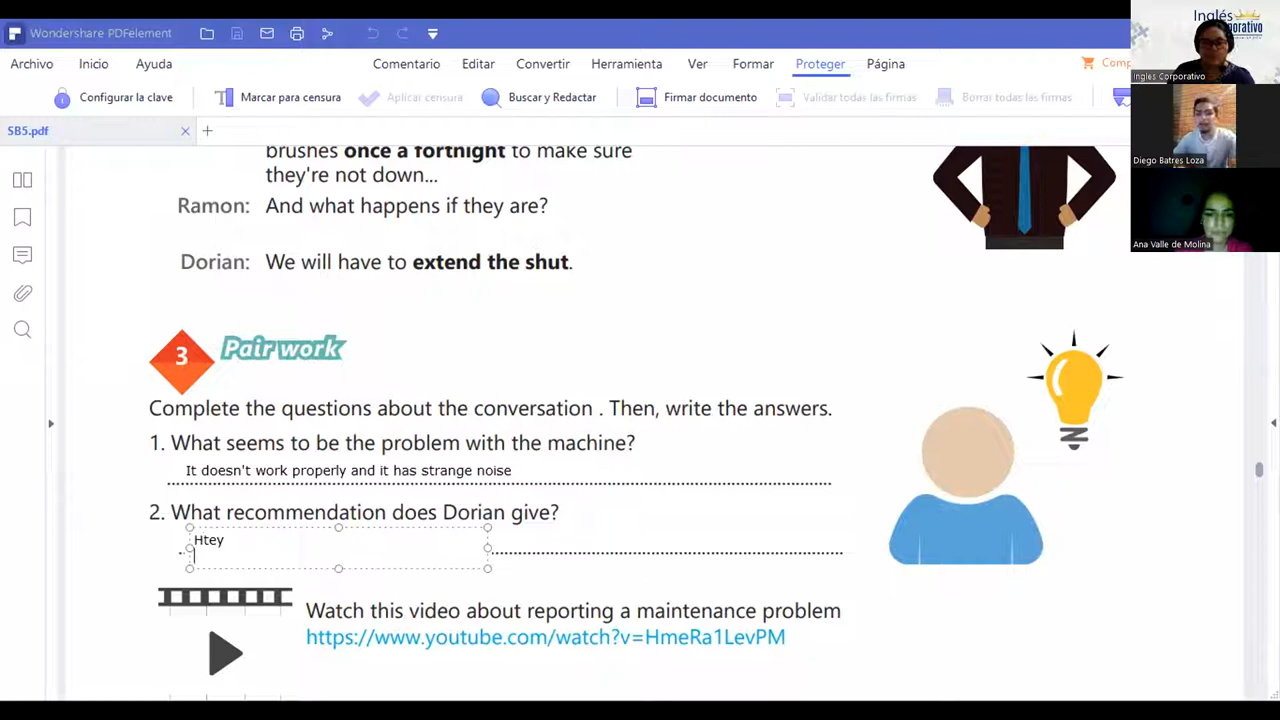 Wondershare PDFelement
Archivo Inicio Ayuda Comentario Editar Convertir Herramienta Ver Formar Proteger Página
Configurar la clave Marcar para censura Aplicar censura Buscar y Redactar Firmar documento Validar todas las firmas Borrar todas las firmas
SB5.pdf
Inglés
Ingles Corporativo
Diego Batres Loza
Ana Valle de Molina
brushes once a fortnight to make sure
they're not down...
Ramon: And what happens if they are?
Dorian: We will have to extend the shut.
3 Pair work
Complete the questions about the conversation . Then, write the answers.
1. What seems to be the problem with the machine?
It doesn't work properly and it has strange noise
2. What recommendation does Dorian give?
Htey
Watch this video about reporting a maintenance problem
https://www.youtube.com/watch?v=HmeRa1LevPM